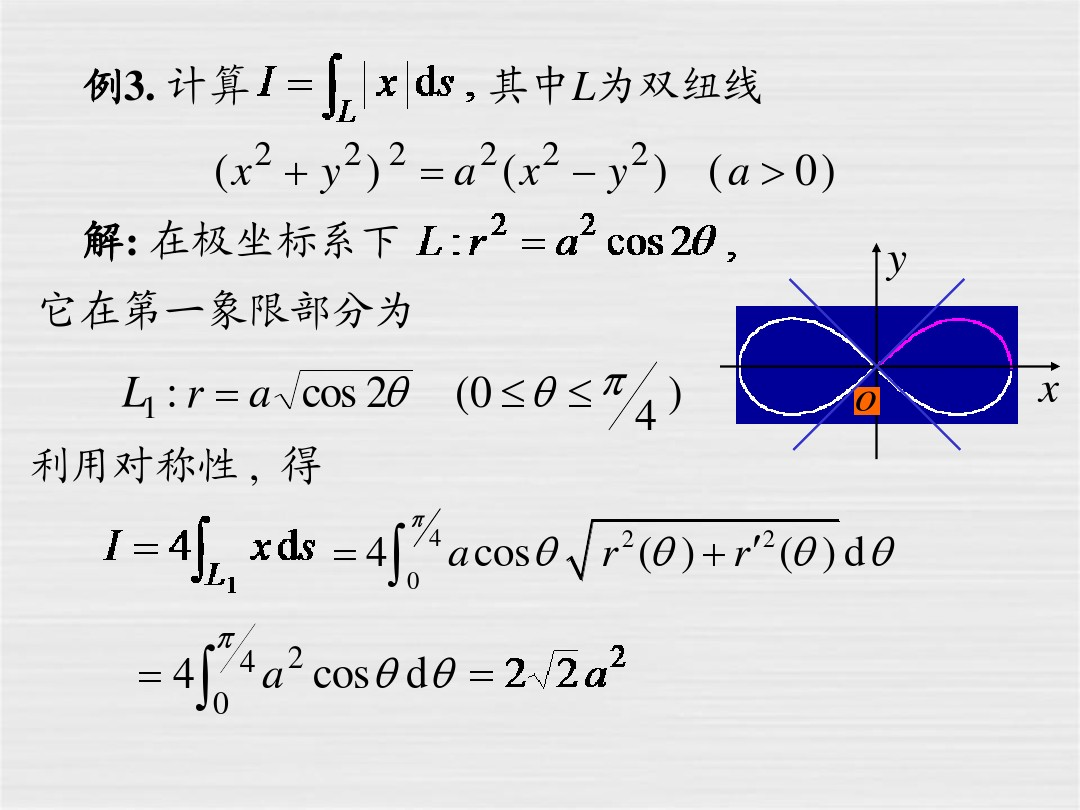 例3. 计算 I = ∫_L |x| ds , 其中L为双纽线
(x² + y²)² = a²(x² − y²) (a > 0)
解: 在极坐标系下 L : r² = a² cos 2θ ,
它在第一象限部分为
L₁ : r = a√(cos 2θ) (0 ≤ θ ≤ π/4)
y
x
o
利用对称性 , 得
I = 4∫_{L₁} x ds = 4∫_0^{π/4} a cos θ √(r²(θ) + r′²(θ)) dθ
= 4∫_0^{π/4} a² cos θ dθ = 2√2 a²